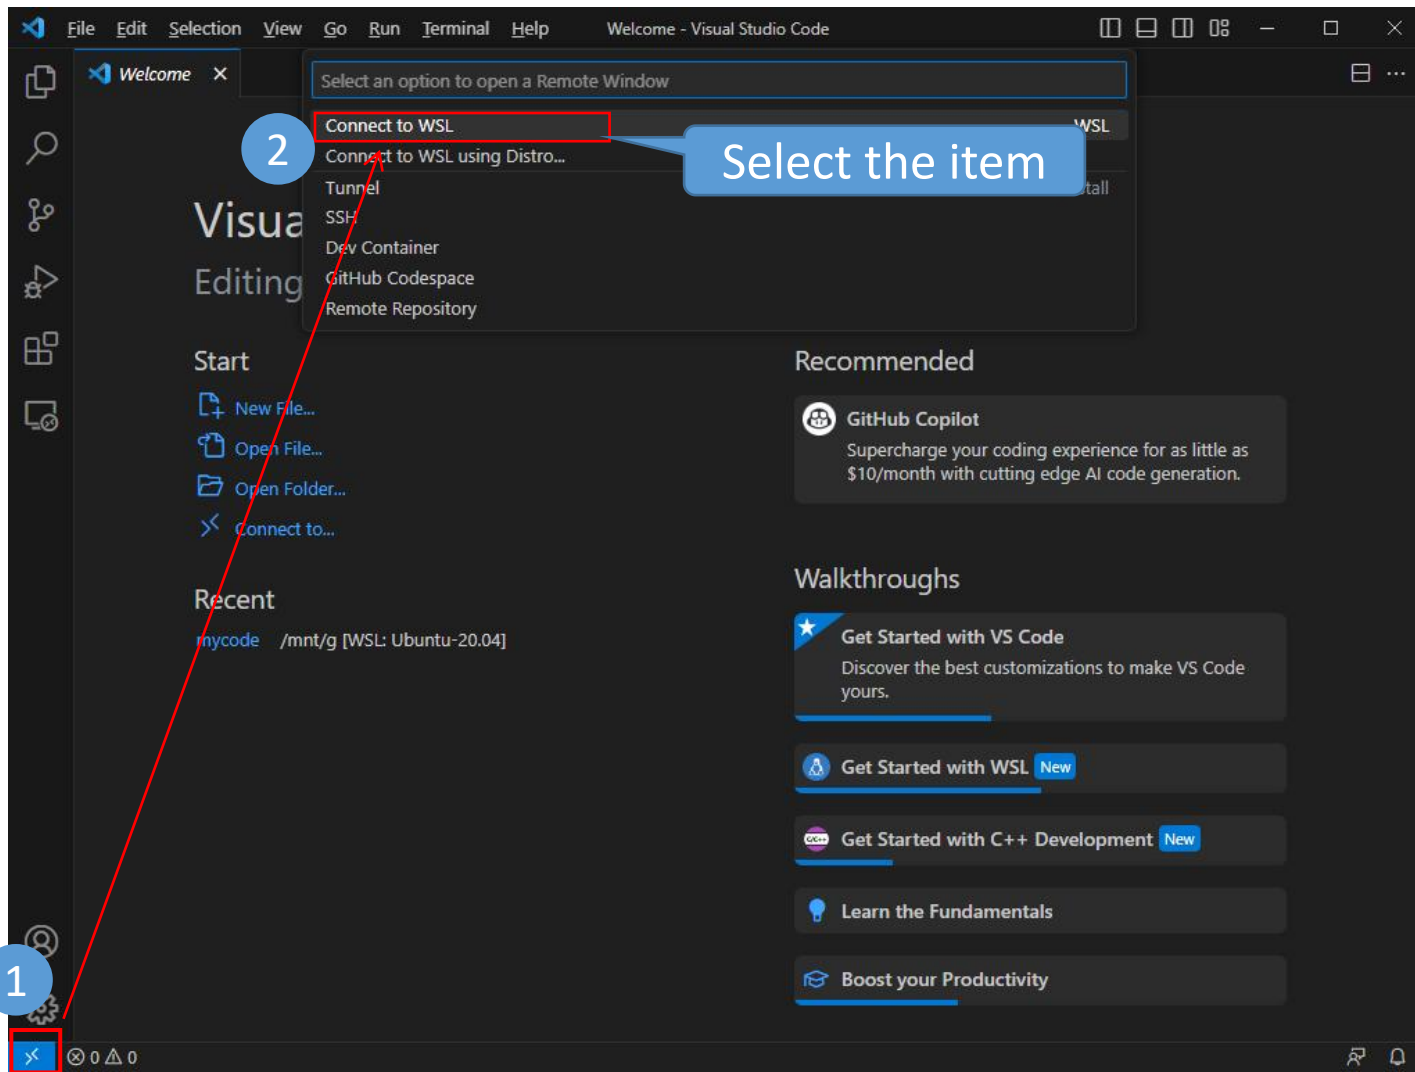 File Edit Selection View Go Run Terminal Help Welcome - Visual Studio Code
Welcome
Select an option to open a Remote Window
Connect to WSL WSL
2
Select the item
Connect to WSL using Distro...
Tunnel
SSH
Dev Container
GitHub Codespace
Remote Repository
Editing
Start
New File...
Open File...
Open Folder...
Connect to...
Recent
mycode /mnt/g [WSL: Ubuntu-20.04]
Recommended
GitHub Copilot
Supercharge your coding experience for as little as
$10/month with cutting edge AI code generation.
Walkthroughs
Get Started with VS Code
Discover the best customizations to make VS Code
yours.
Get Started with WSL New
Get Started with C++ Development New
Learn the Fundamentals
Boost your Productivity
1
0 0